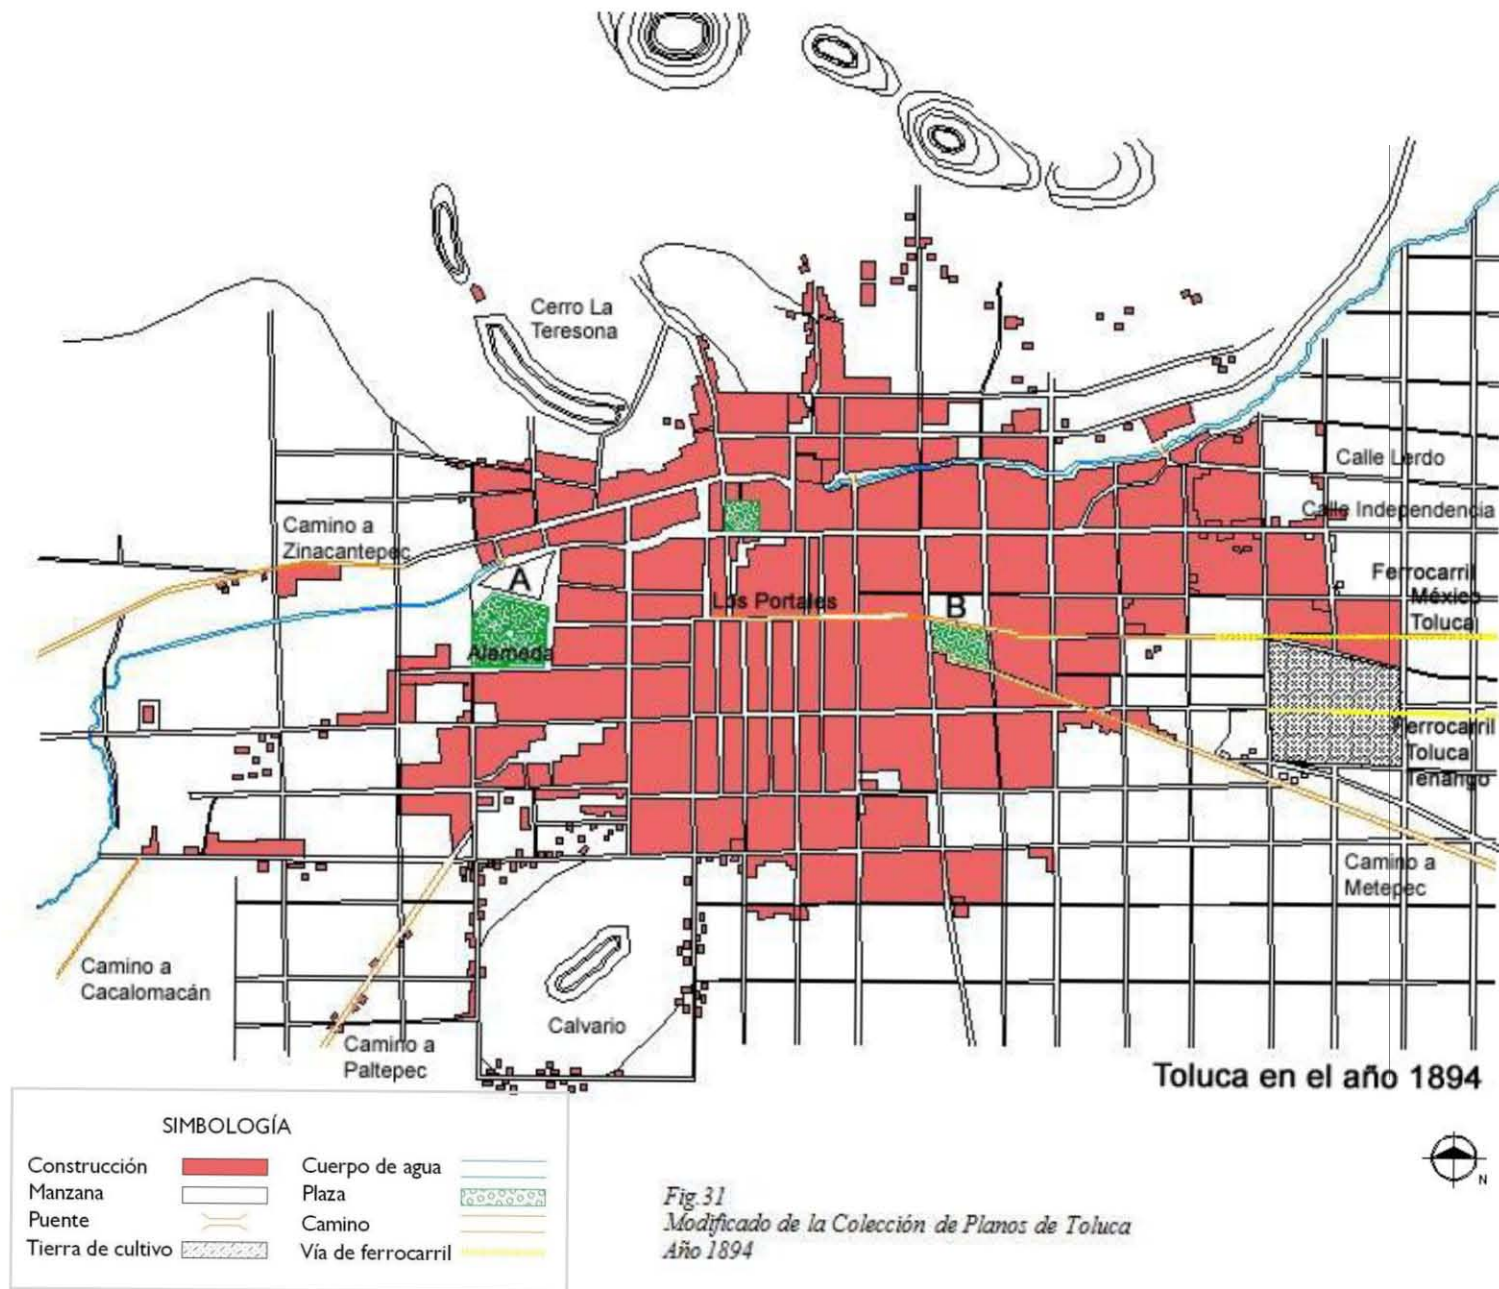 Cerro La
Teresona
Calle Lerdo
Calle Independencia
Camino a
Zinacantepec
A
Ferrocarril
México
Toluca
Los Portales
B
Alameda
Ferrocarril
Toluca
Tenango
Camino a
Metepec
Camino a
Cacalomacán
Calvario
Camino a
Paltepec
Toluca en el año 1894
SIMBOLOGÍA
Construcción
Manzana
Puente
Tierra de cultivo
Cuerpo de agua
Plaza
Camino
Vía de ferrocarril
N
Fig.31
Modificado de la Colección de Planos de Toluca
Año 1894